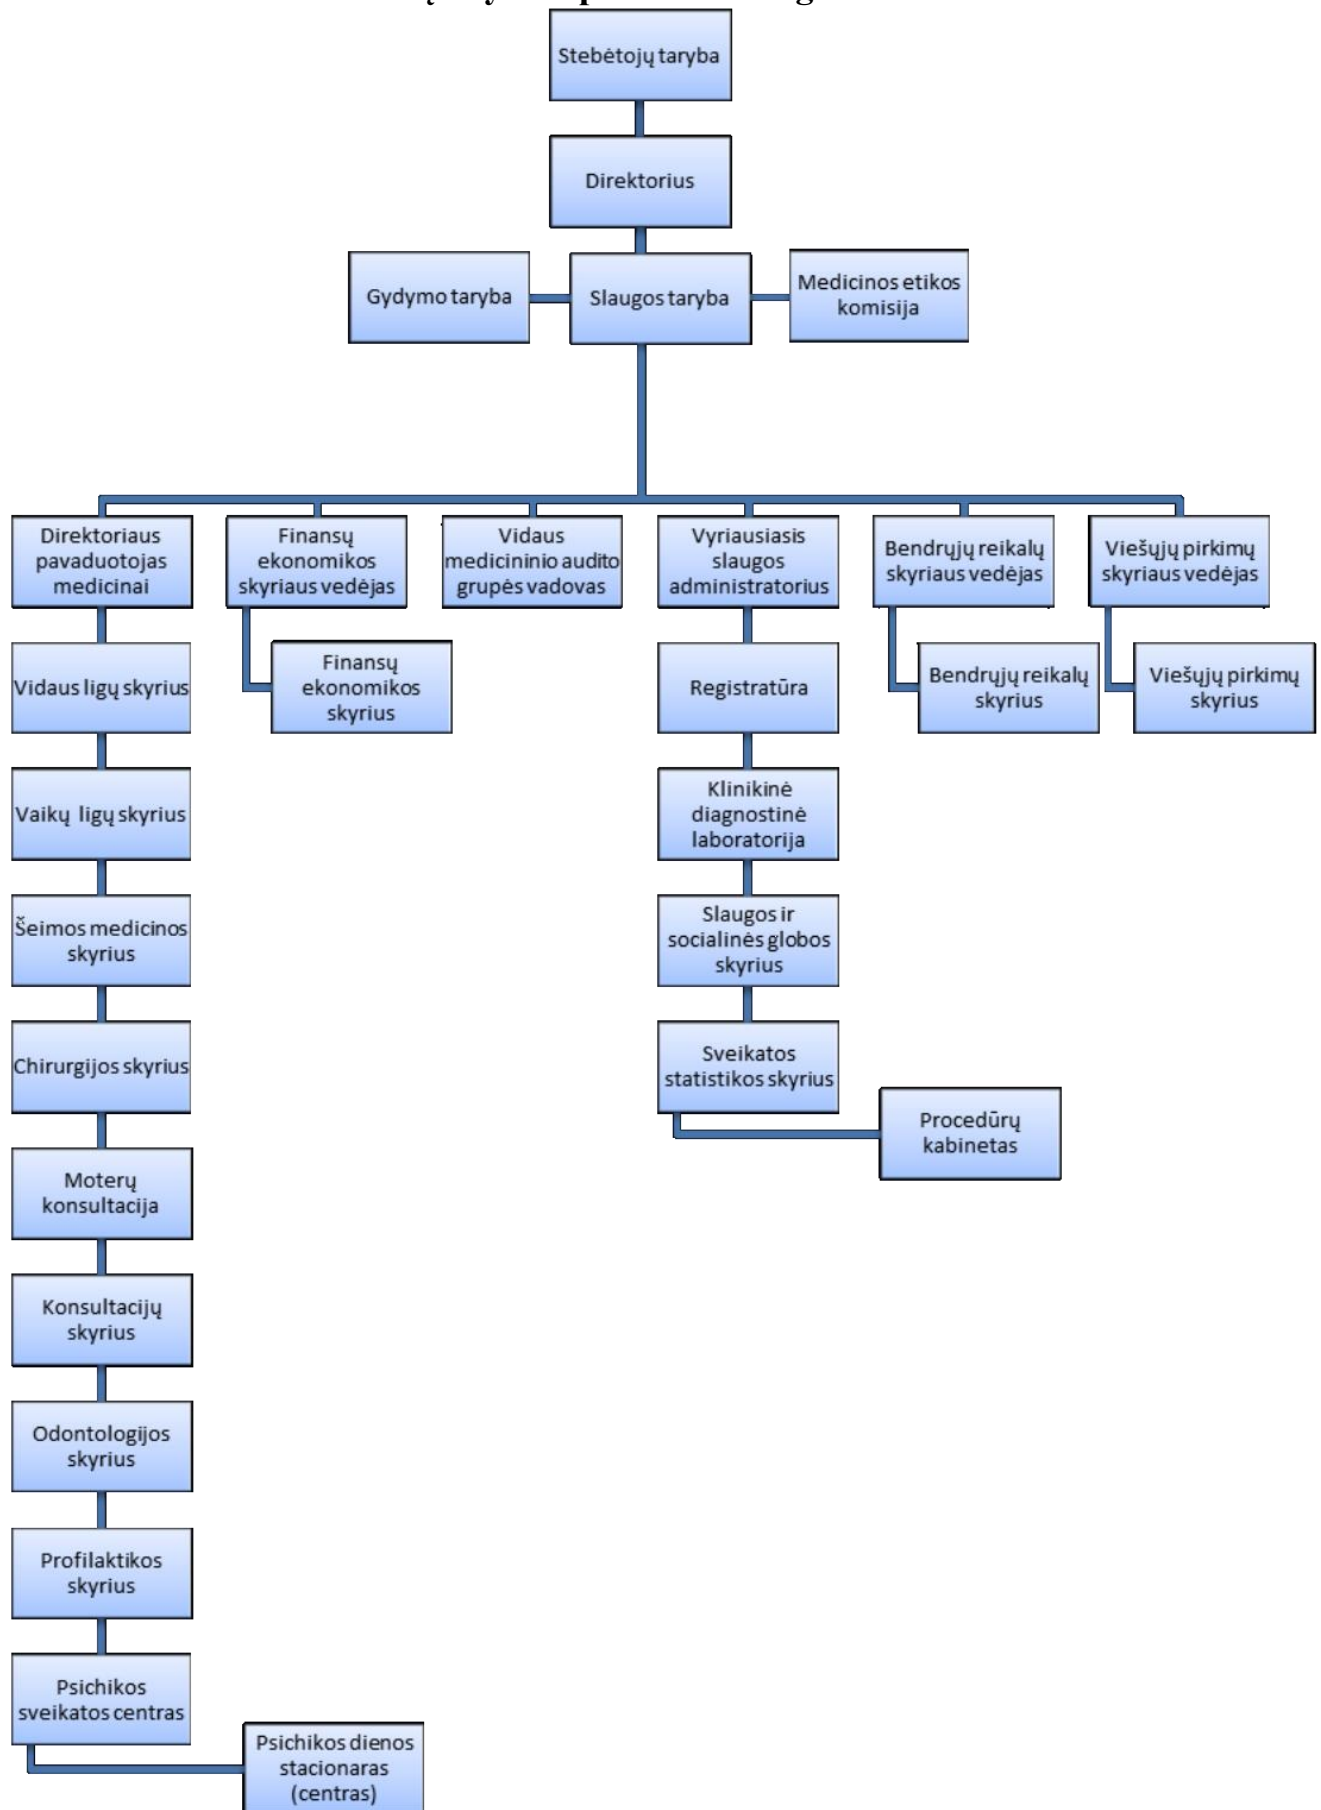 Stebėtojų taryba
Direktorius
Gydymo taryba
Slaugos taryba
Medicinos etikos
komisija
Direktoriaus
pavaduotojas
medicinai
Finansų
ekonomikos
skyriaus vedėjas
Vidaus
medicininio audito
grupės vadovas
Vyriausiasis
slaugos
administratorius
Bendrųjų reikalų
skyriaus vedėjas
Viešųjų pirkimų
skyriaus vedėjas
Vidaus ligų skyrius
Finansų
ekonomikos
skyrius
Registratūra
Bendrųjų reikalų
skyrius
Viešųjų pirkimų
skyrius
Vaikų ligų skyrius
Klinikinė
diagnostinė
laboratorija
Šeimos medicinos
skyrius
Slaugos ir
socialinės globos
skyrius
Chirurgijos skyrius
Sveikatos
statistikos skyrius
Procedūrų
kabinetas
Moterų
konsultacija
Konsultacijų
skyrius
Odontologijos
skyrius
Profilaktikos
skyrius
Psichikos
sveikatos centras
Psichikos dienos
stacionaras
(centras)